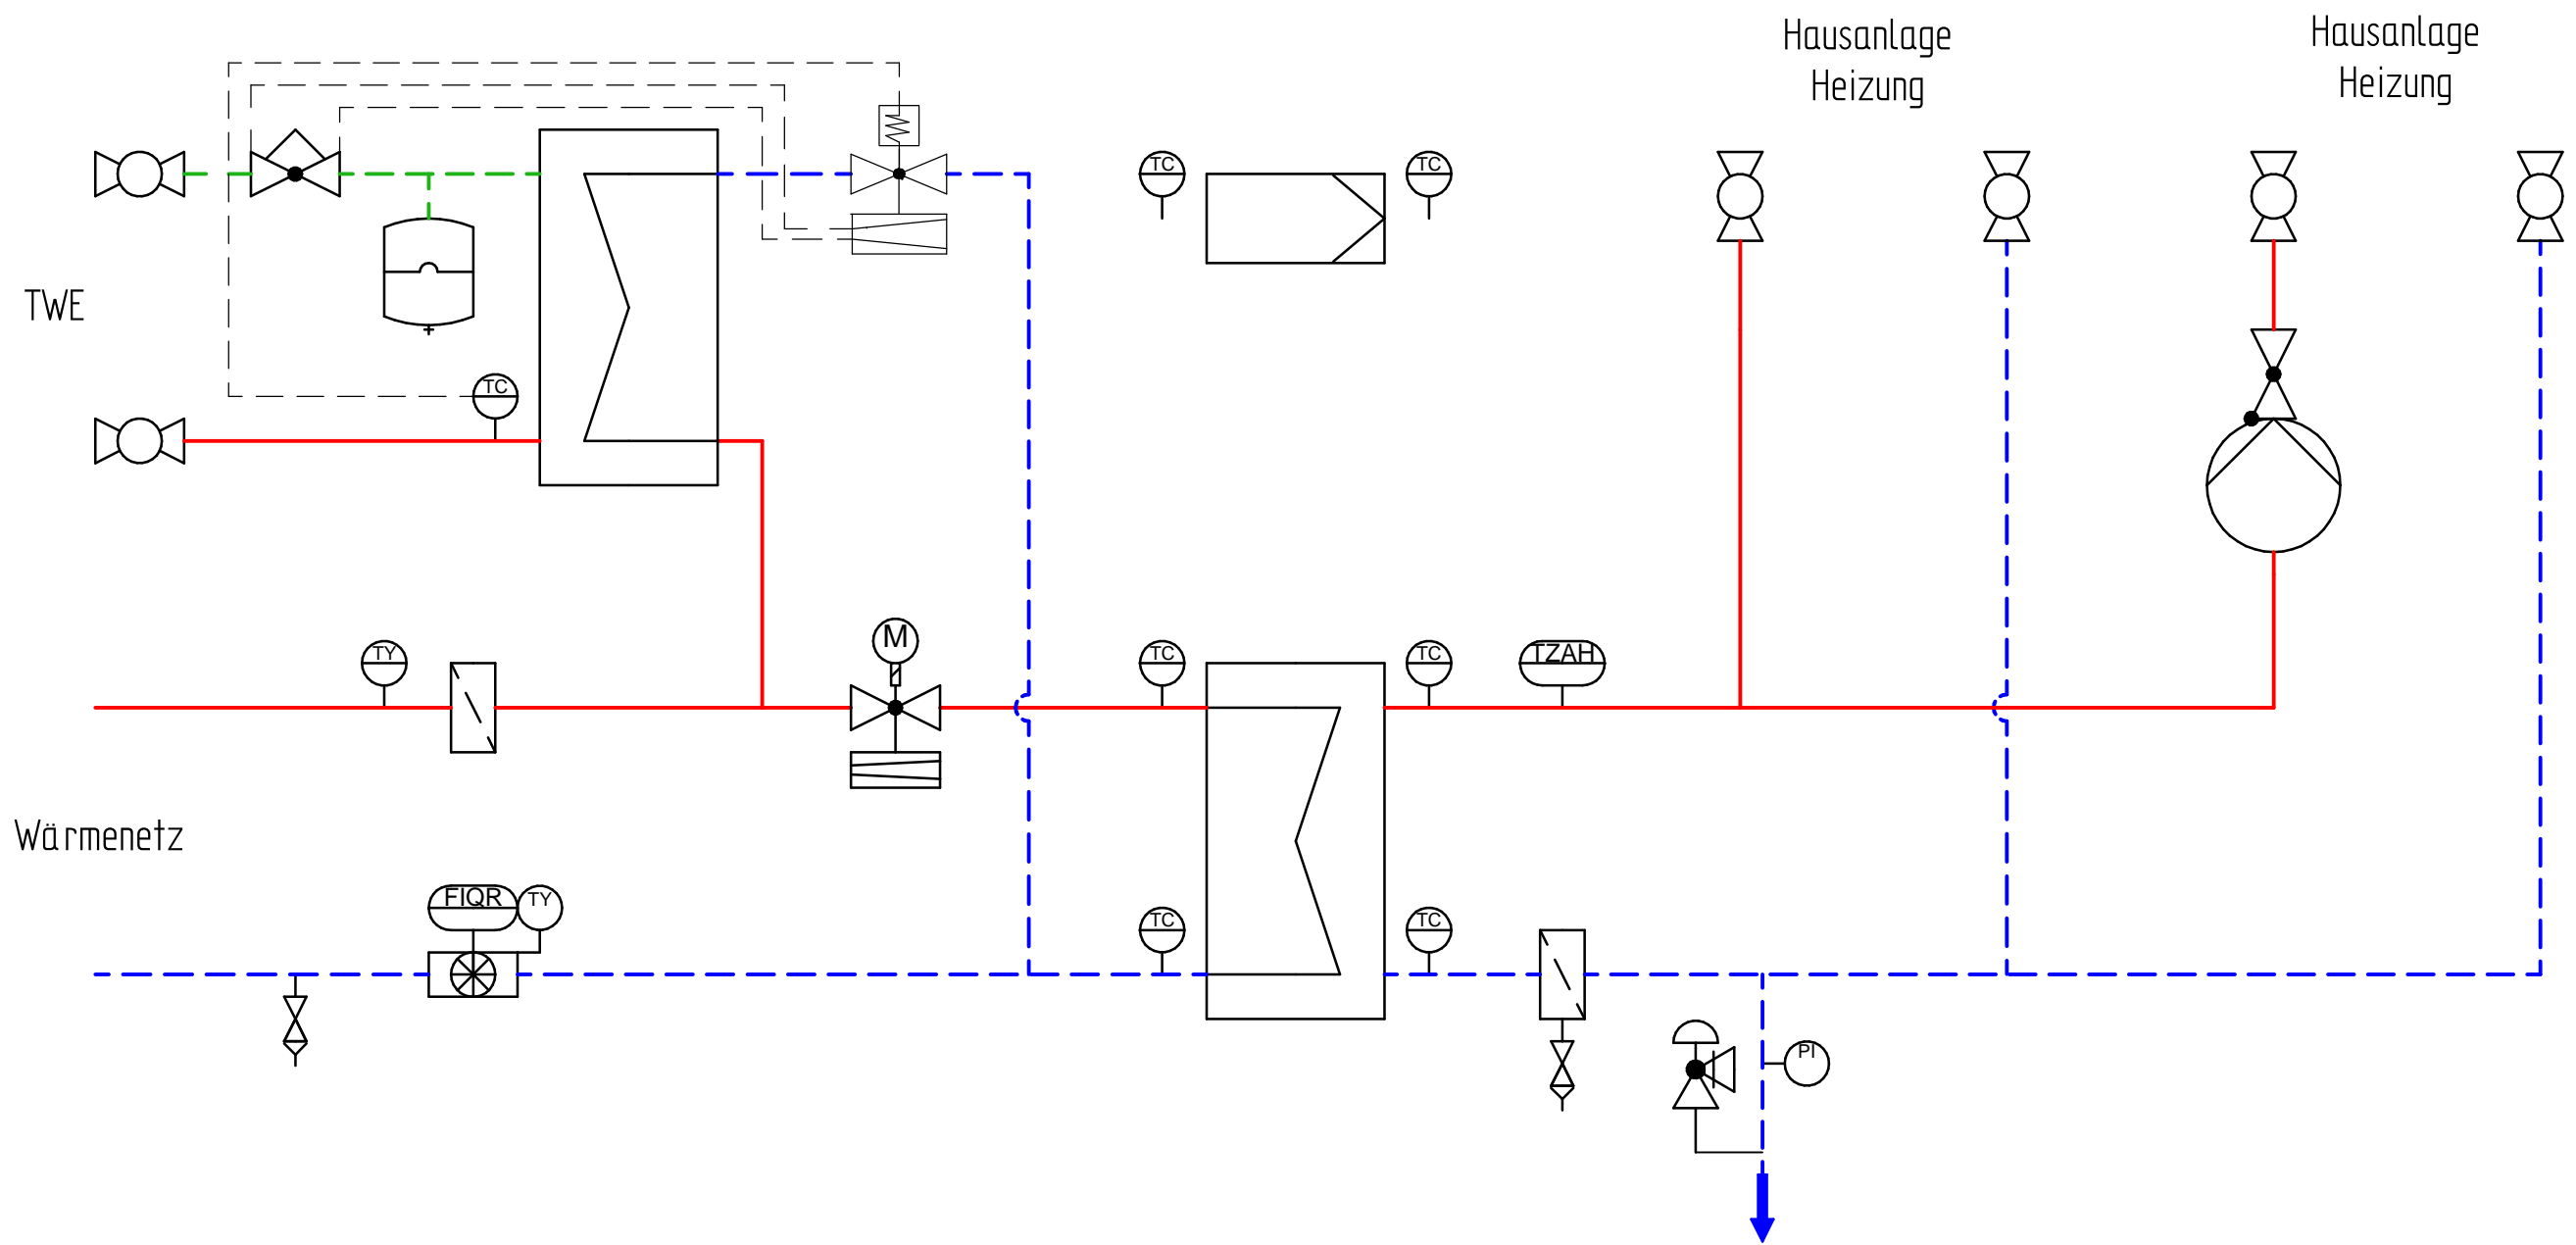 Hausanlage
Heizung
Hausanlage
Heizung
TC
TC
TWE
TC
M
TY
TC
TC
TZAH
Wärmenetz
FIQR
TY
TC
TC
PI